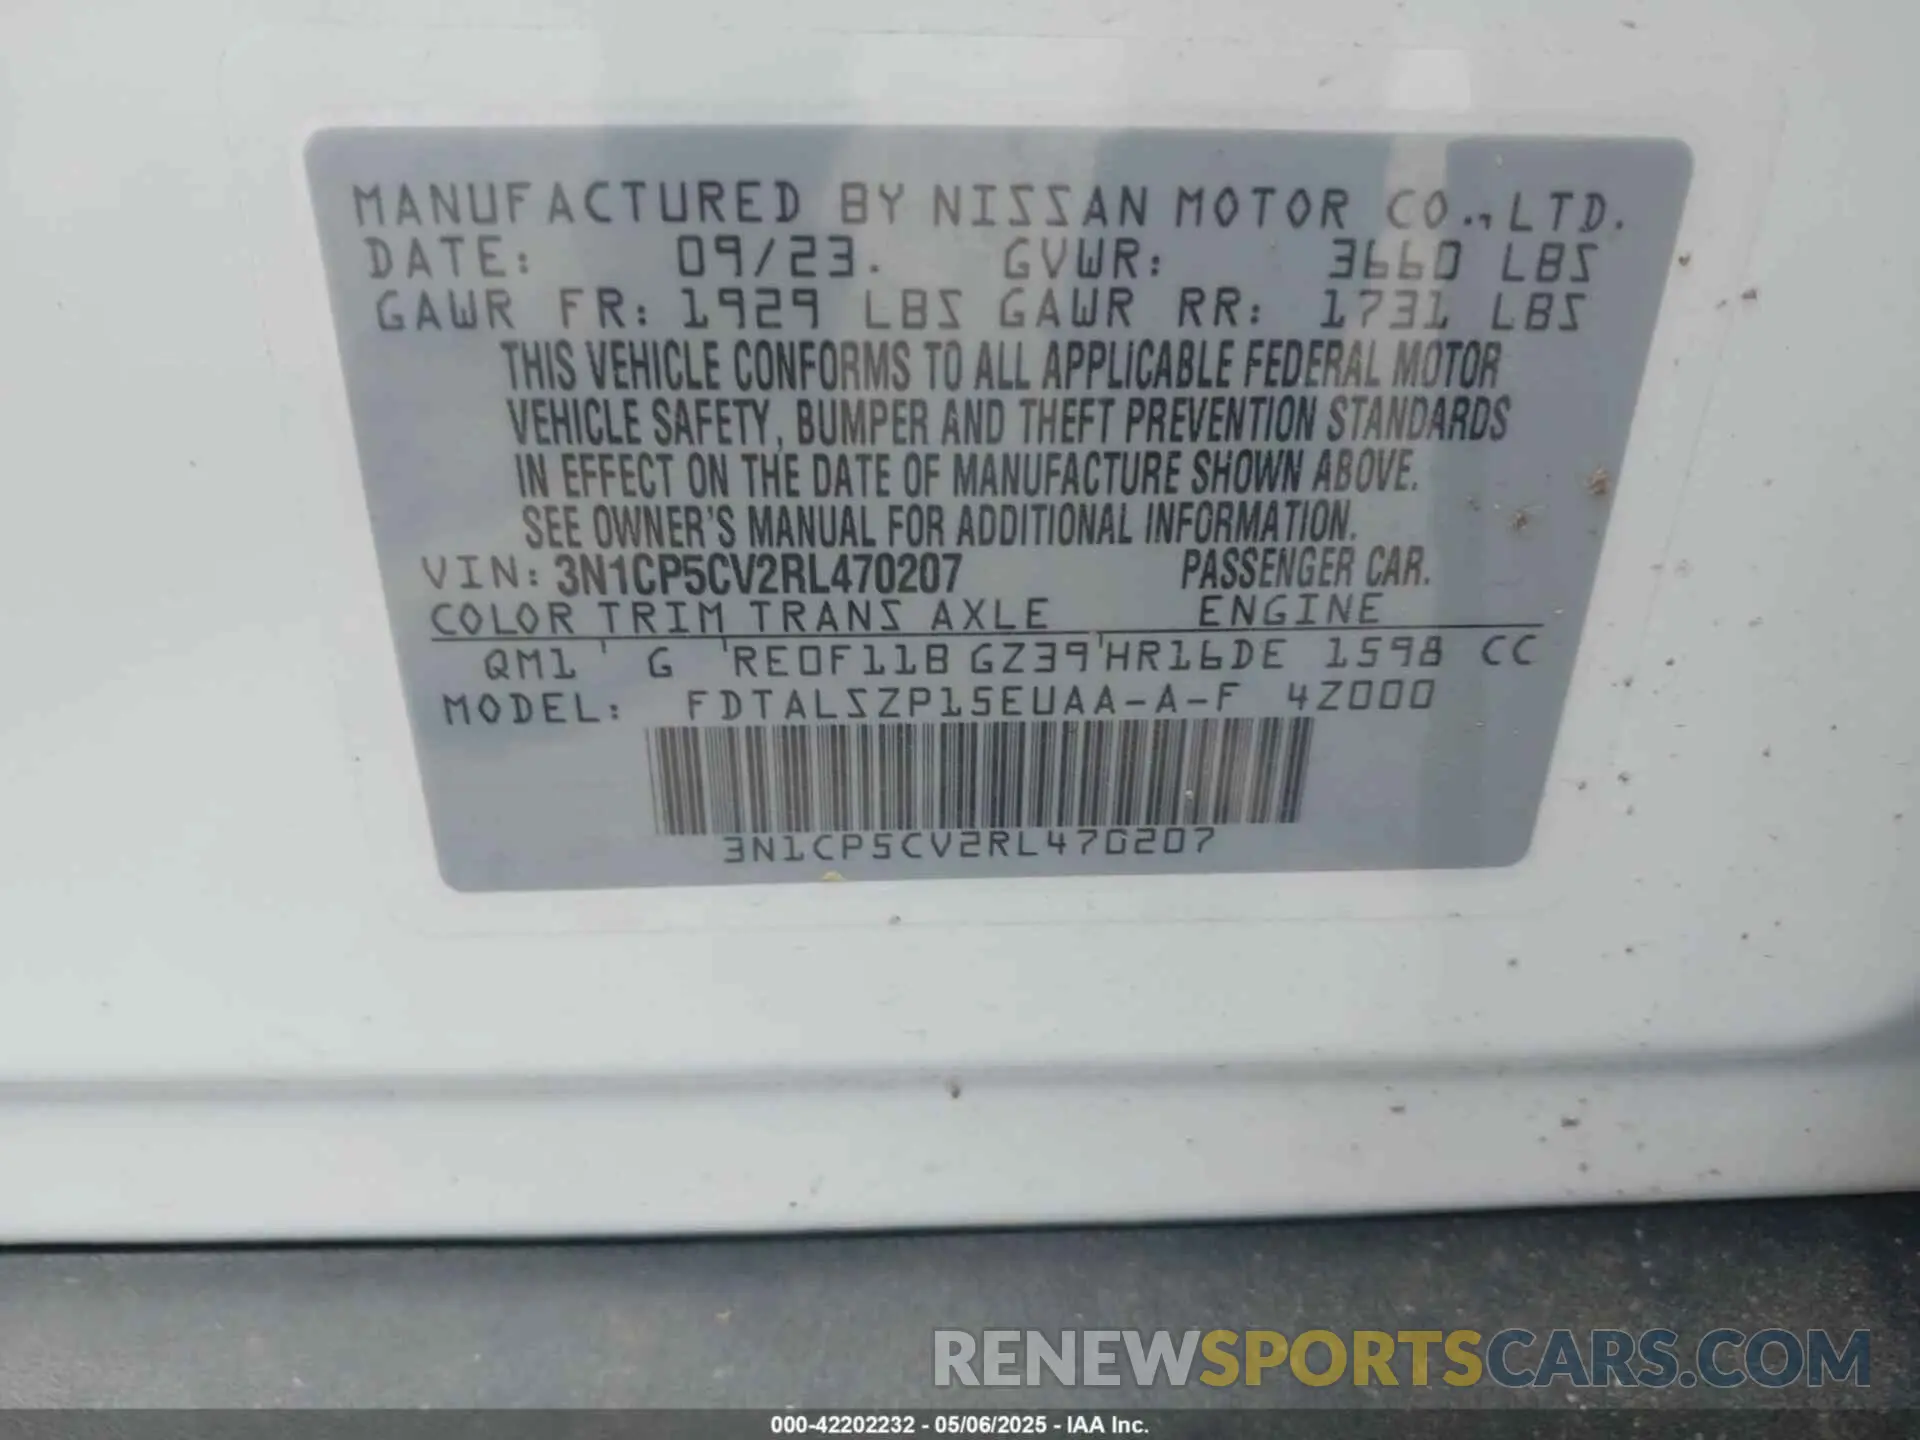 MANUFACTURED BY NISSAN MOTOR CO., LTD.
DATE: 09/23. GVWR: 3660 LBS
GAWR FR: 1929 LBS GAWR RR: 1731 LBS
THIS VEHICLE CONFORMS TO ALL APPLICABLE FEDERAL MOTOR
VEHICLE SAFETY, BUMPER AND THEFT PREVENTION STANDARDS
IN EFFECT ON THE DATE OF MANUFACTURE SHOWN ABOVE.
SEE OWNER'S MANUAL FOR ADDITIONAL INFORMATION.
VIN: 3N1CP5CV2RL470207 PASSENGER CAR.
COLOR TRIM TRANS AXLE ENGINE
QM1 ' G 'RE0F11B GZ39'HR16DE 1598 CC
MODEL: FDTALSZP15EUAA-A-F 4Z000
3N1CP5CV2RL470207
RENEWSPORTSCARS.COM
000-42202232 - 05/06/2025 - IAA Inc.